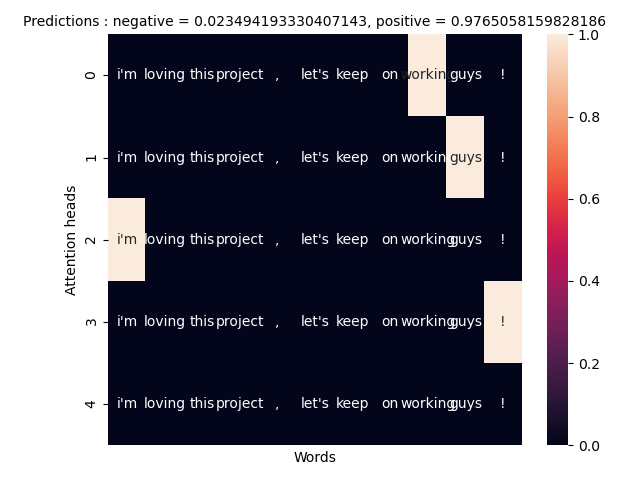 Predictions : negative = 0.023494193330407143, positive = 0.9765058159828186
1.0
0 i'm loving this project , let's keep on working guys !
0.8
1 i'm loving this project , let's keep on working guys !
0.6
Attention heads
2 i'm loving this project , let's keep on working guys !
0.4
3 i'm loving this project , let's keep on working guys !
0.2
4 i'm loving this project , let's keep on working guys !
0.0
Words